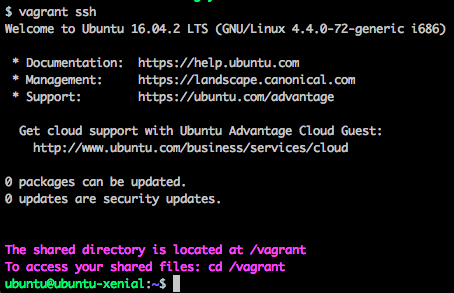 $ vagrant ssh
Welcome to Ubuntu 16.04.2 LTS (GNU/Linux 4.4.0-72-generic i686)
* Documentation:  https://help.ubuntu.com
* Management:     https://landscape.canonical.com
* Support:        https://ubuntu.com/advantage
Get cloud support with Ubuntu Advantage Cloud Guest:
http://www.ubuntu.com/business/services/cloud
0 packages can be updated.
0 updates are security updates.
The shared directory is located at /vagrant
To access your shared files: cd /vagrant
ubuntu@ubuntu-xenial:~$